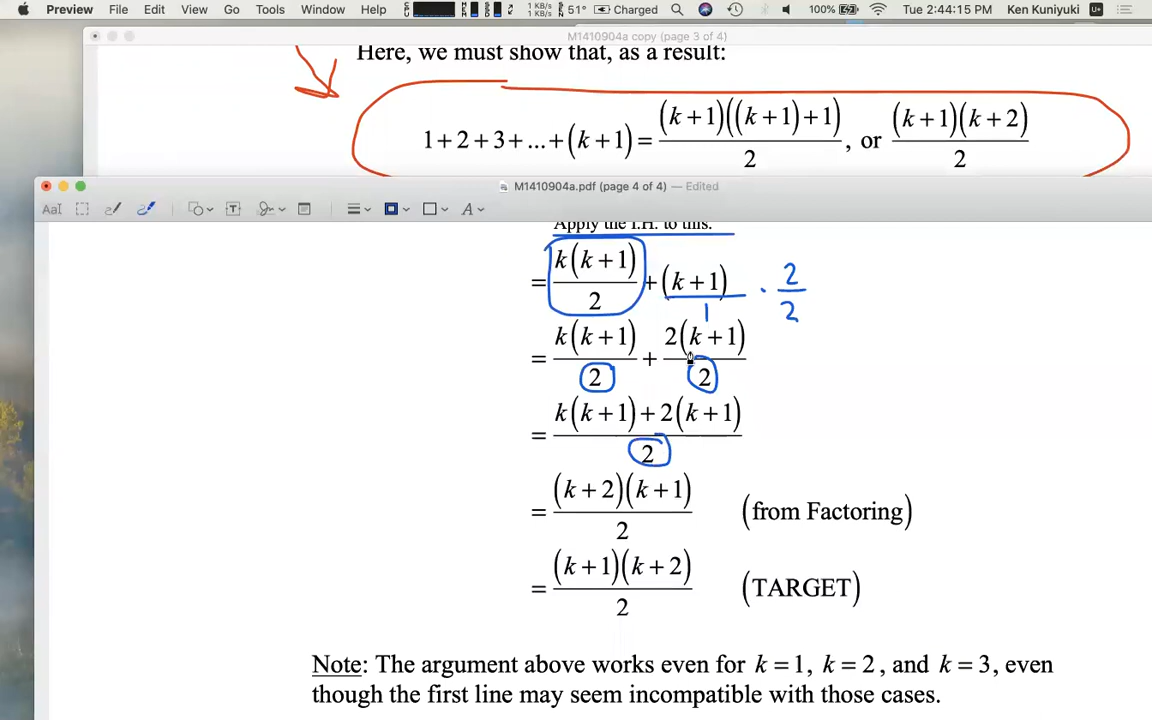 Preview File Edit View Go Tools Window Help 1 KB/s 1 KB/s 51° Charged 100% Tue 2:44:15 PM Ken Kuniyuki
M1410904a copy (page 3 of 4)
Here, we must show that, as a result:
1+2+3+...+(k+1)= (k+1)((k+1)+1)/2, or (k+1)(k+2)/2
M1410904a.pdf (page 4 of 4) — Edited
AaI T A
Apply the I.H. to this.
= k(k+1)/2 + (k+1)/1 · 2/2
= k(k+1)/2 + 2(k+1)/2
= k(k+1)+2(k+1)/2
= (k+2)(k+1)/2 (from Factoring)
= (k+1)(k+2)/2 (TARGET)
Note: The argument above works even for k = 1, k = 2, and k = 3, even
though the first line may seem incompatible with those cases.